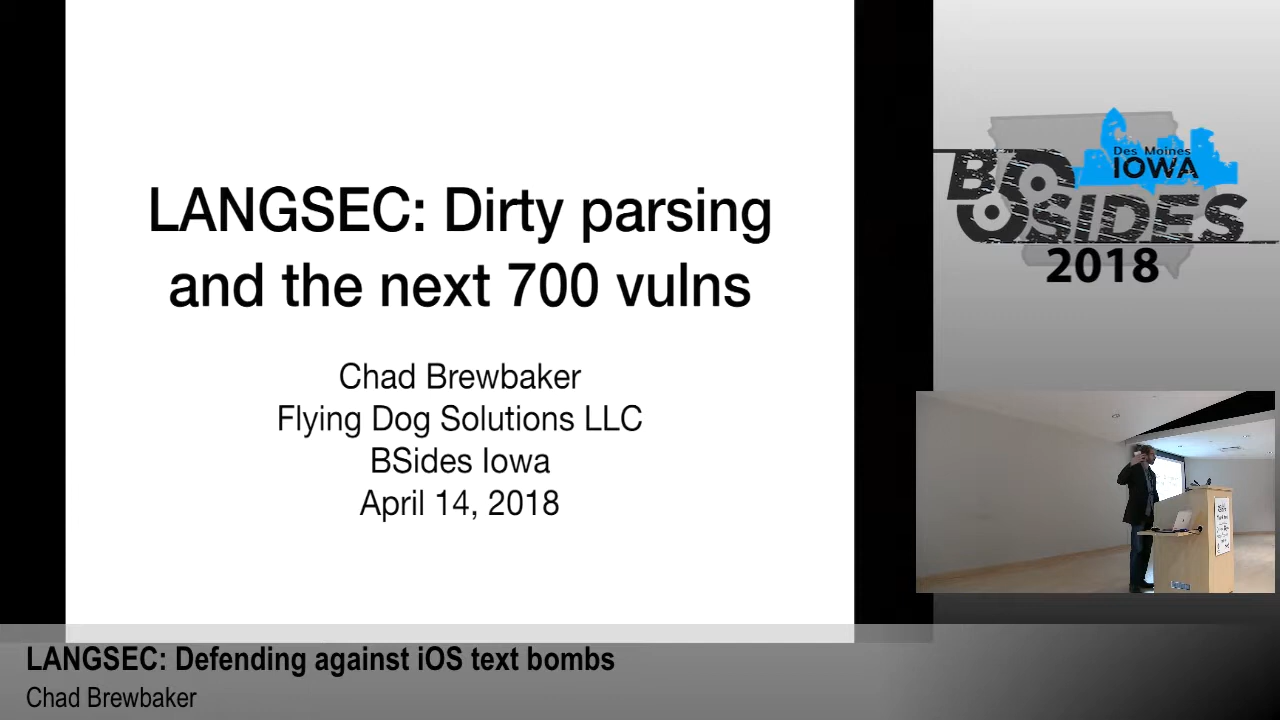 LANGSEC: Dirty parsing
and the next 700 vulns
Chad Brewbaker
Flying Dog Solutions LLC
BSides Iowa
April 14, 2018
Des Moines
IOWA
BSIDES
2018
LANGSEC: Defending against iOS text bombs
Chad Brewbaker